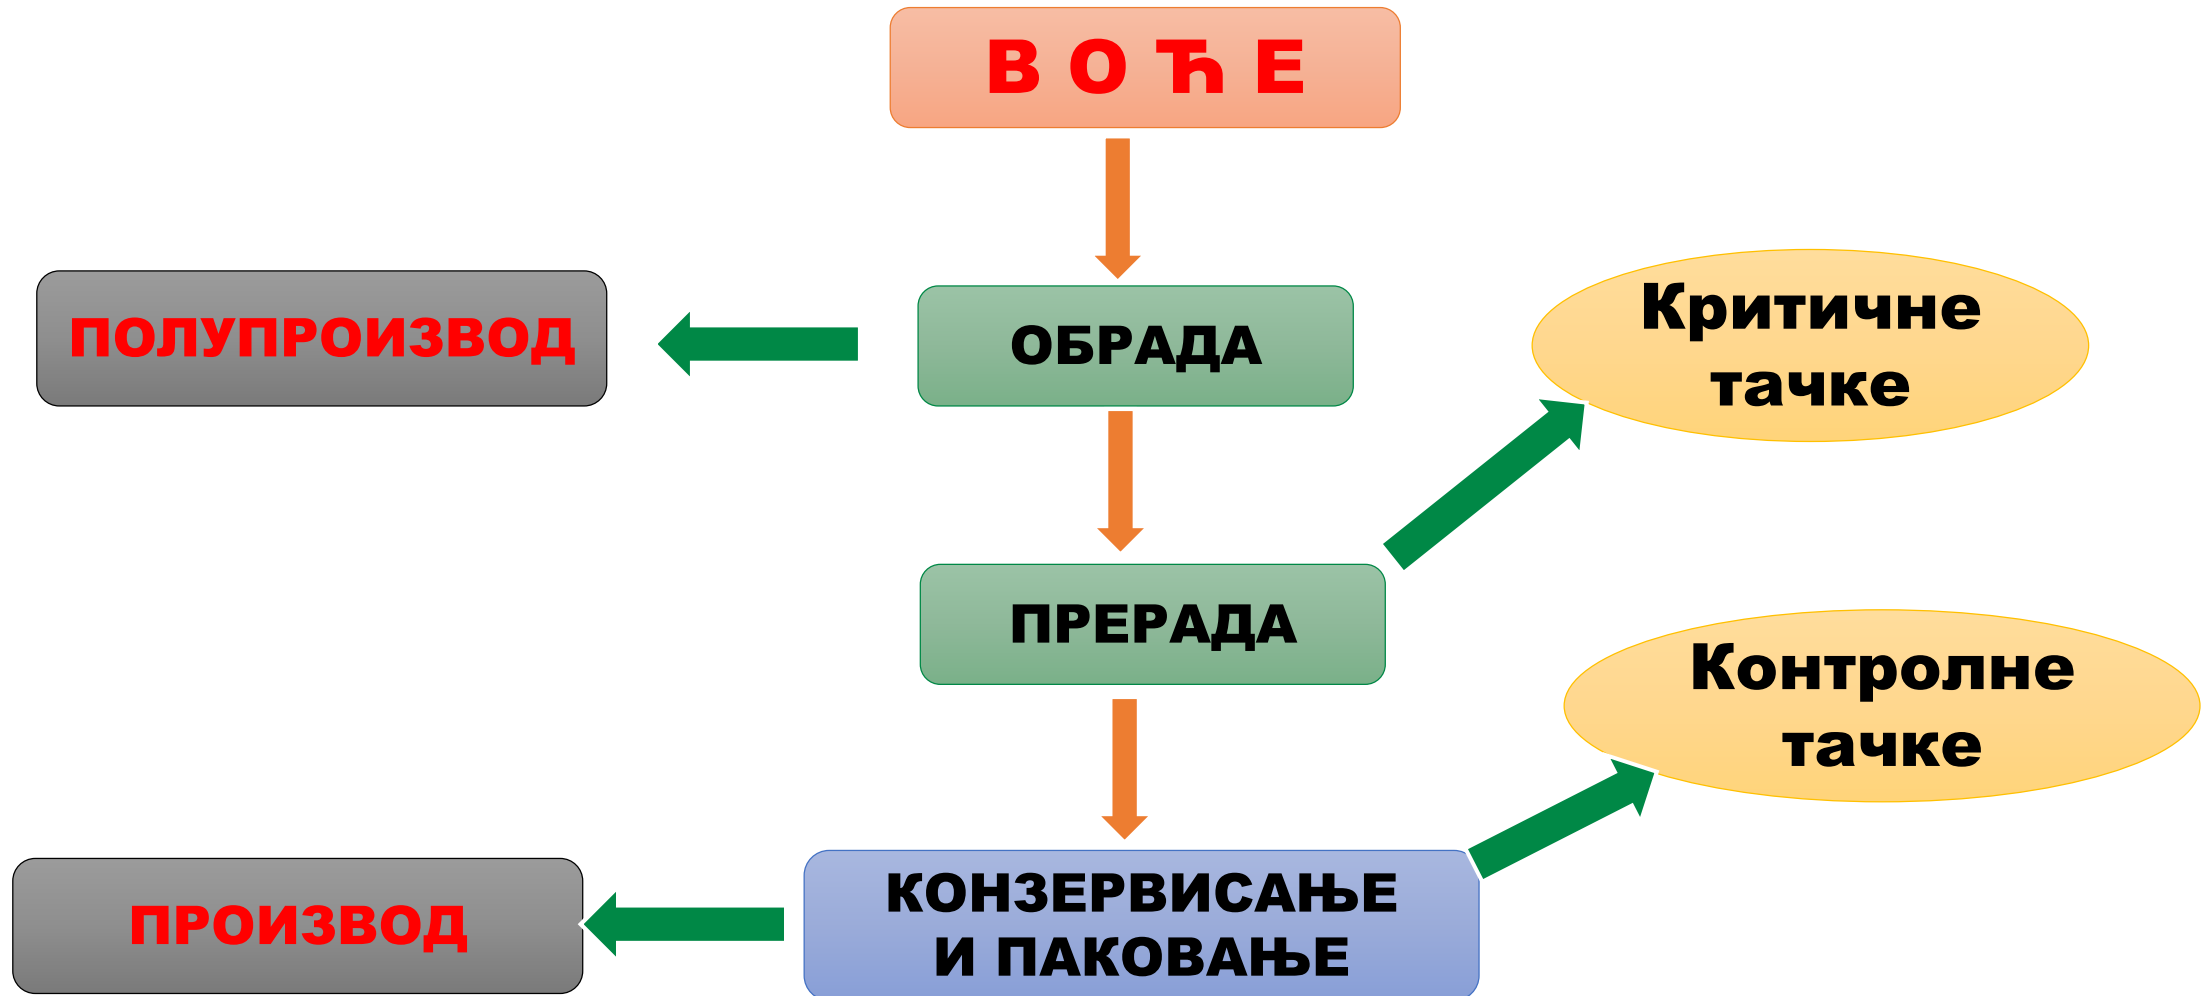 В О Ћ Е
ПОЛУПРОИЗВОД
ОБРАДА
Критичне
тачке
ПРЕРАДА
Контролне
тачке
ПРОИЗВОД
КОНЗЕРВИСАЊЕ
И ПАКОВАЊЕ